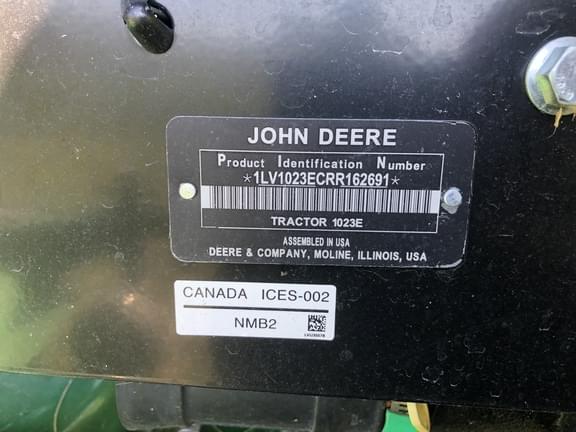 JOHN DEERE
Product Identification Number
*1LV1023ECRR162691*
TRACTOR 1023E
ASSEMBLED IN USA
DEERE & COMPANY, MOLINE, ILLINOIS, USA
CANADA ICES-002
NMB2